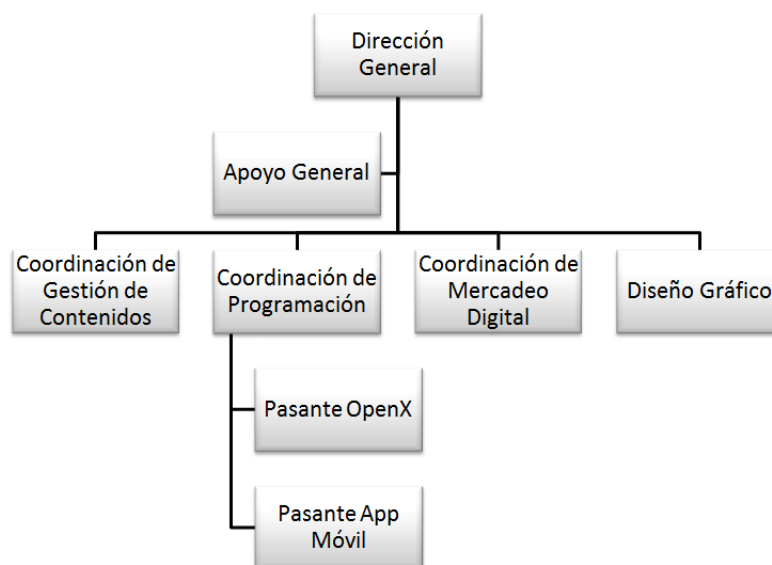 Dirección
General
Apoyo General
Coordinación de
Gestión de
Contenidos
Coordinación de
Programación
Coordinación de
Mercadeo
Digital
Diseño Gráfico
Pasante OpenX
Pasante App
Móvil